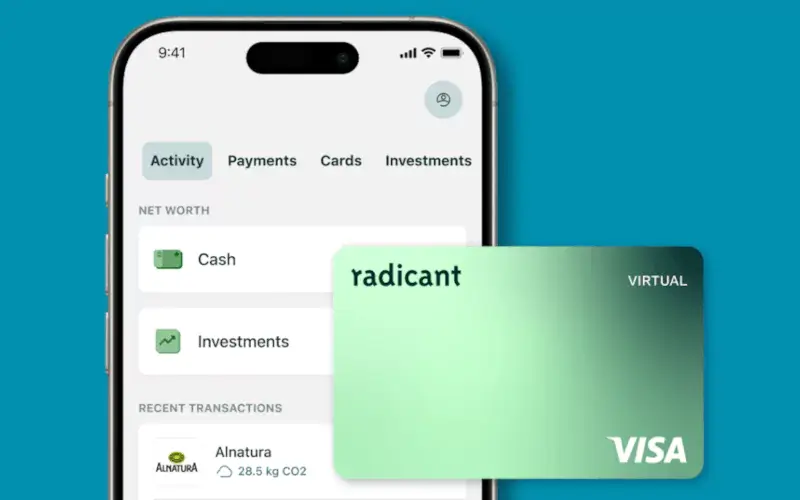 9:41
Activity Payments Cards Investments
NET WORTH
Cash
radicant
VIRTUAL
Investments
RECENT TRANSACTIONS
ALNATURA
Alnatura
28.5 kg CO2
VISA